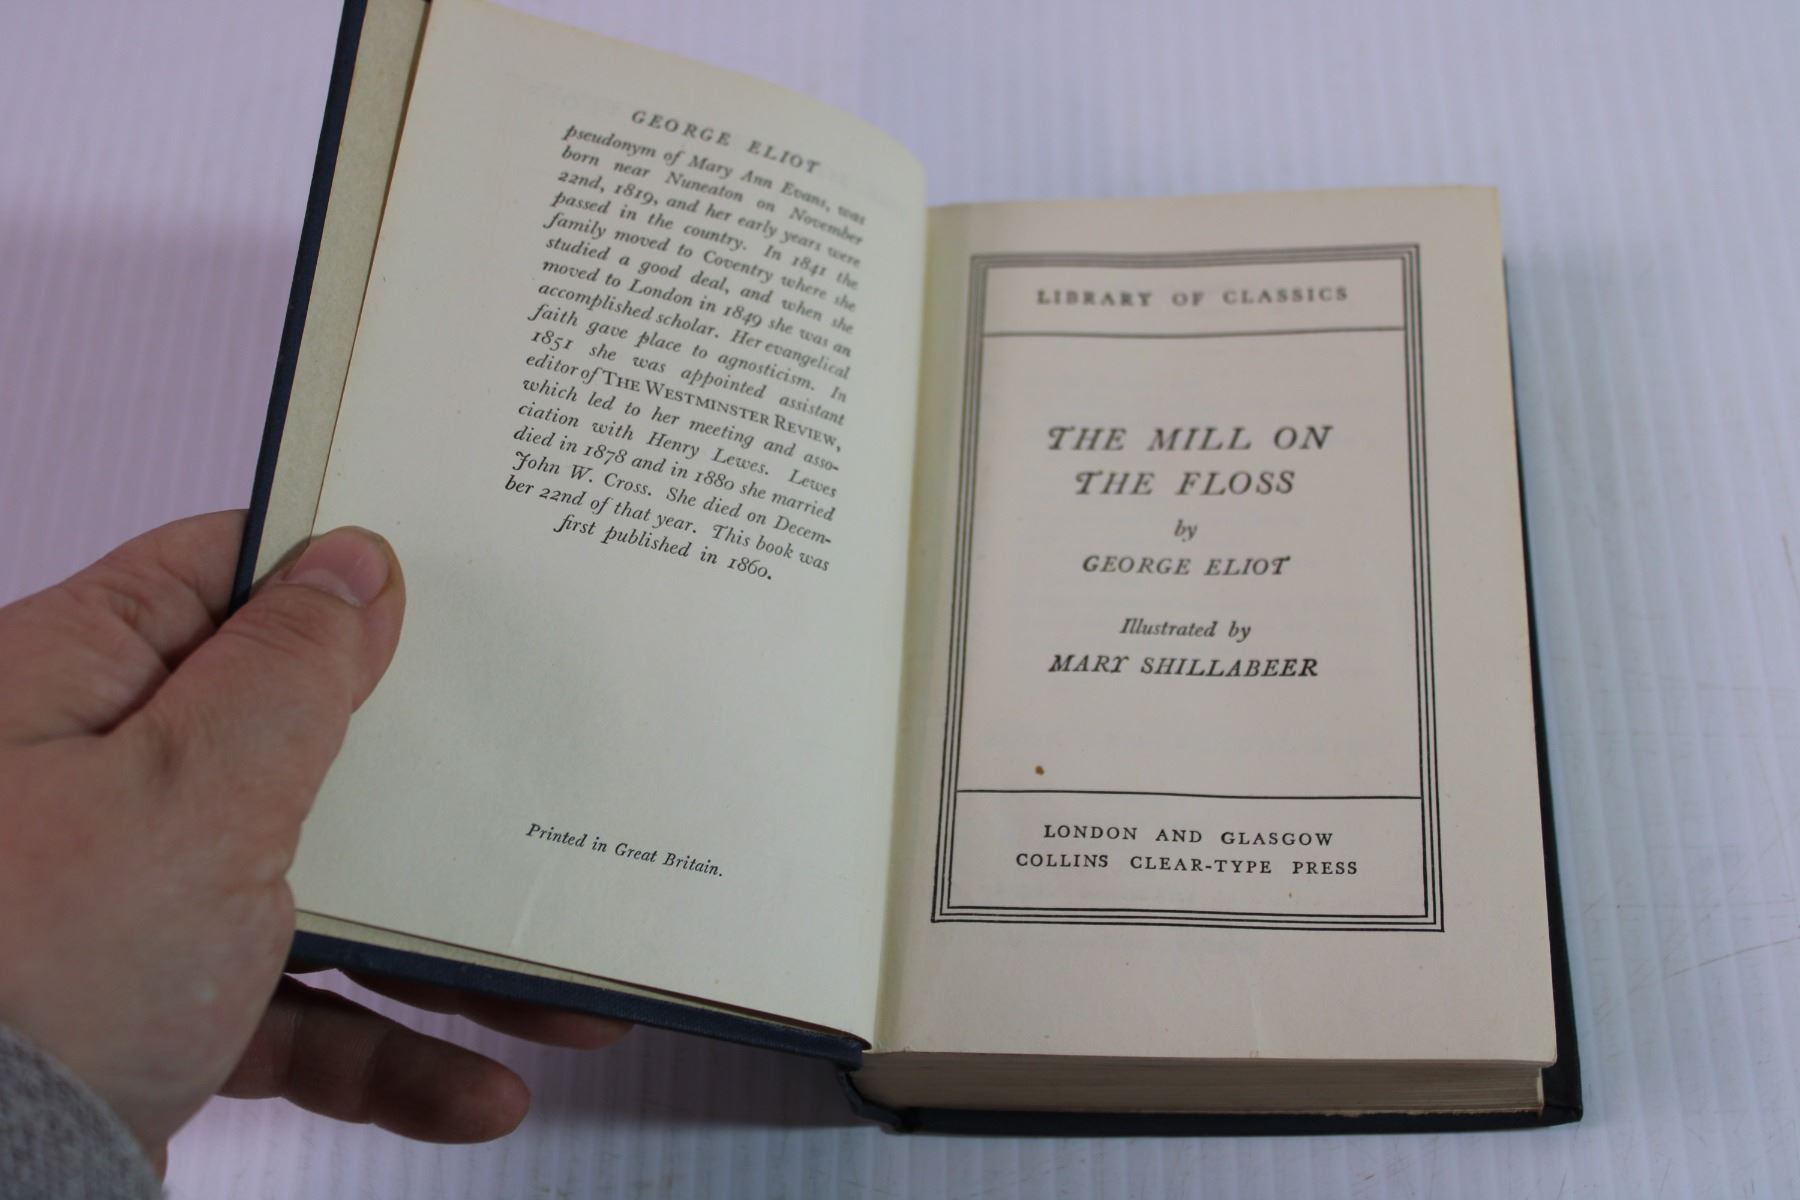 GEORGE ELIOT
pseudonym of Mary Ann Evans, was
born near Nuneaton on November
22nd, 1819, and her early years were
passed in the country. In 1841 the
family moved to Coventry where she
studied a good deal, and when she
moved to London in 1849 she was an
accomplished scholar. Her evangelical
faith gave place to agnosticism. In
1851 she was appointed assistant
editor of THE WESTMINSTER REVIEW,
which led to her meeting and asso-
ciation with Henry Lewes. Lewes
died in 1878 and in 1880 she married
John W. Cross. She died on Decem-
ber 22nd of that year. This book was
first published in 1860.
Printed in Great Britain.
LIBRARY OF CLASSICS
THE MILL ON
THE FLOSS
by
GEORGE ELIOT
Illustrated by
MARY SHILLABEER
LONDON AND GLASGOW
COLLINS CLEAR-TYPE PRESS